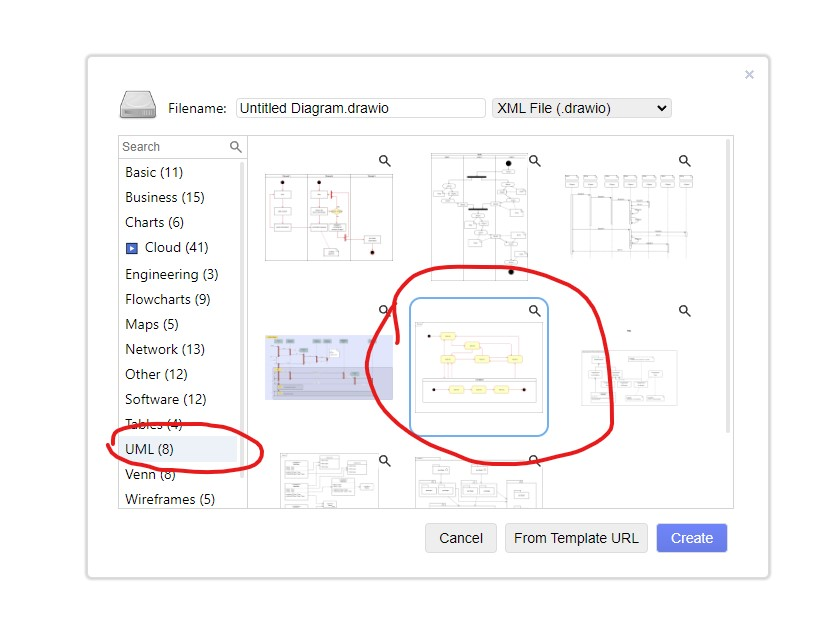 ×
Filename: Untitled Diagram.drawio XML File (.drawio)
Search
Basic (11)
Business (15)
Charts (6)
Cloud (41)
Engineering (3)
Flowcharts (9)
Maps (5)
Network (13)
Other (12)
Software (12)
Tables (4)
UML (8)
Venn (8)
Wireframes (5)
Cancel From Template URL Create